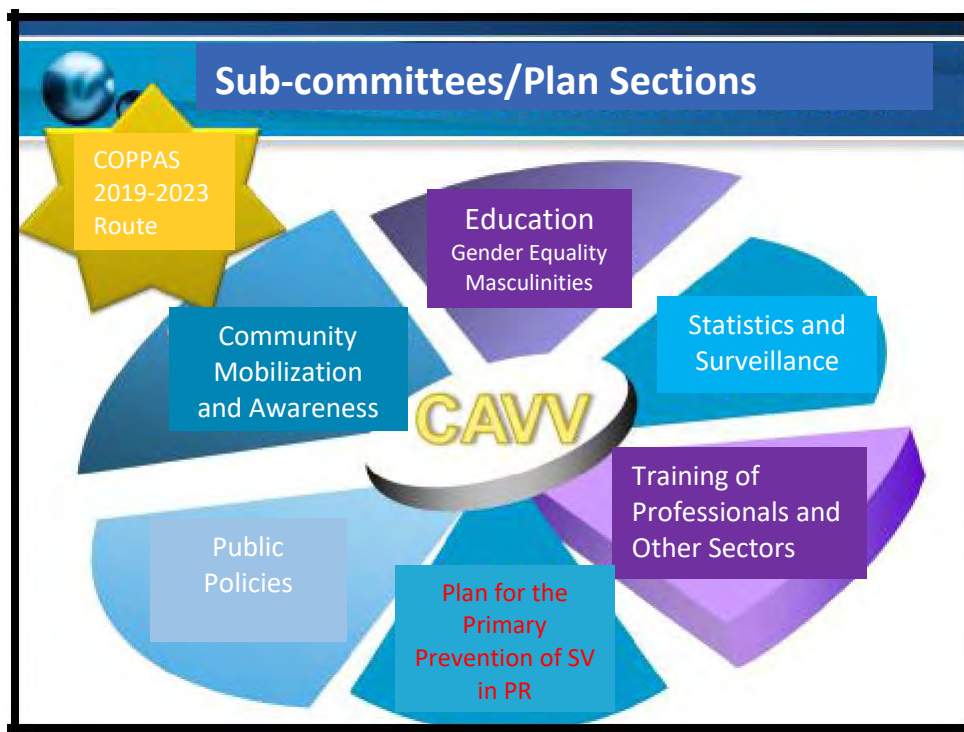 Sub-committees/Plan Sections
COPPAS
2019-2023
Route
Education
Gender Equality
Masculinities
Statistics and
Surveillance
Community
Mobilization
and Awareness
CAVV
Training of
Professionals and
Other Sectors
Public
Policies
Plan for the
Primary
Prevention of SV
in PR